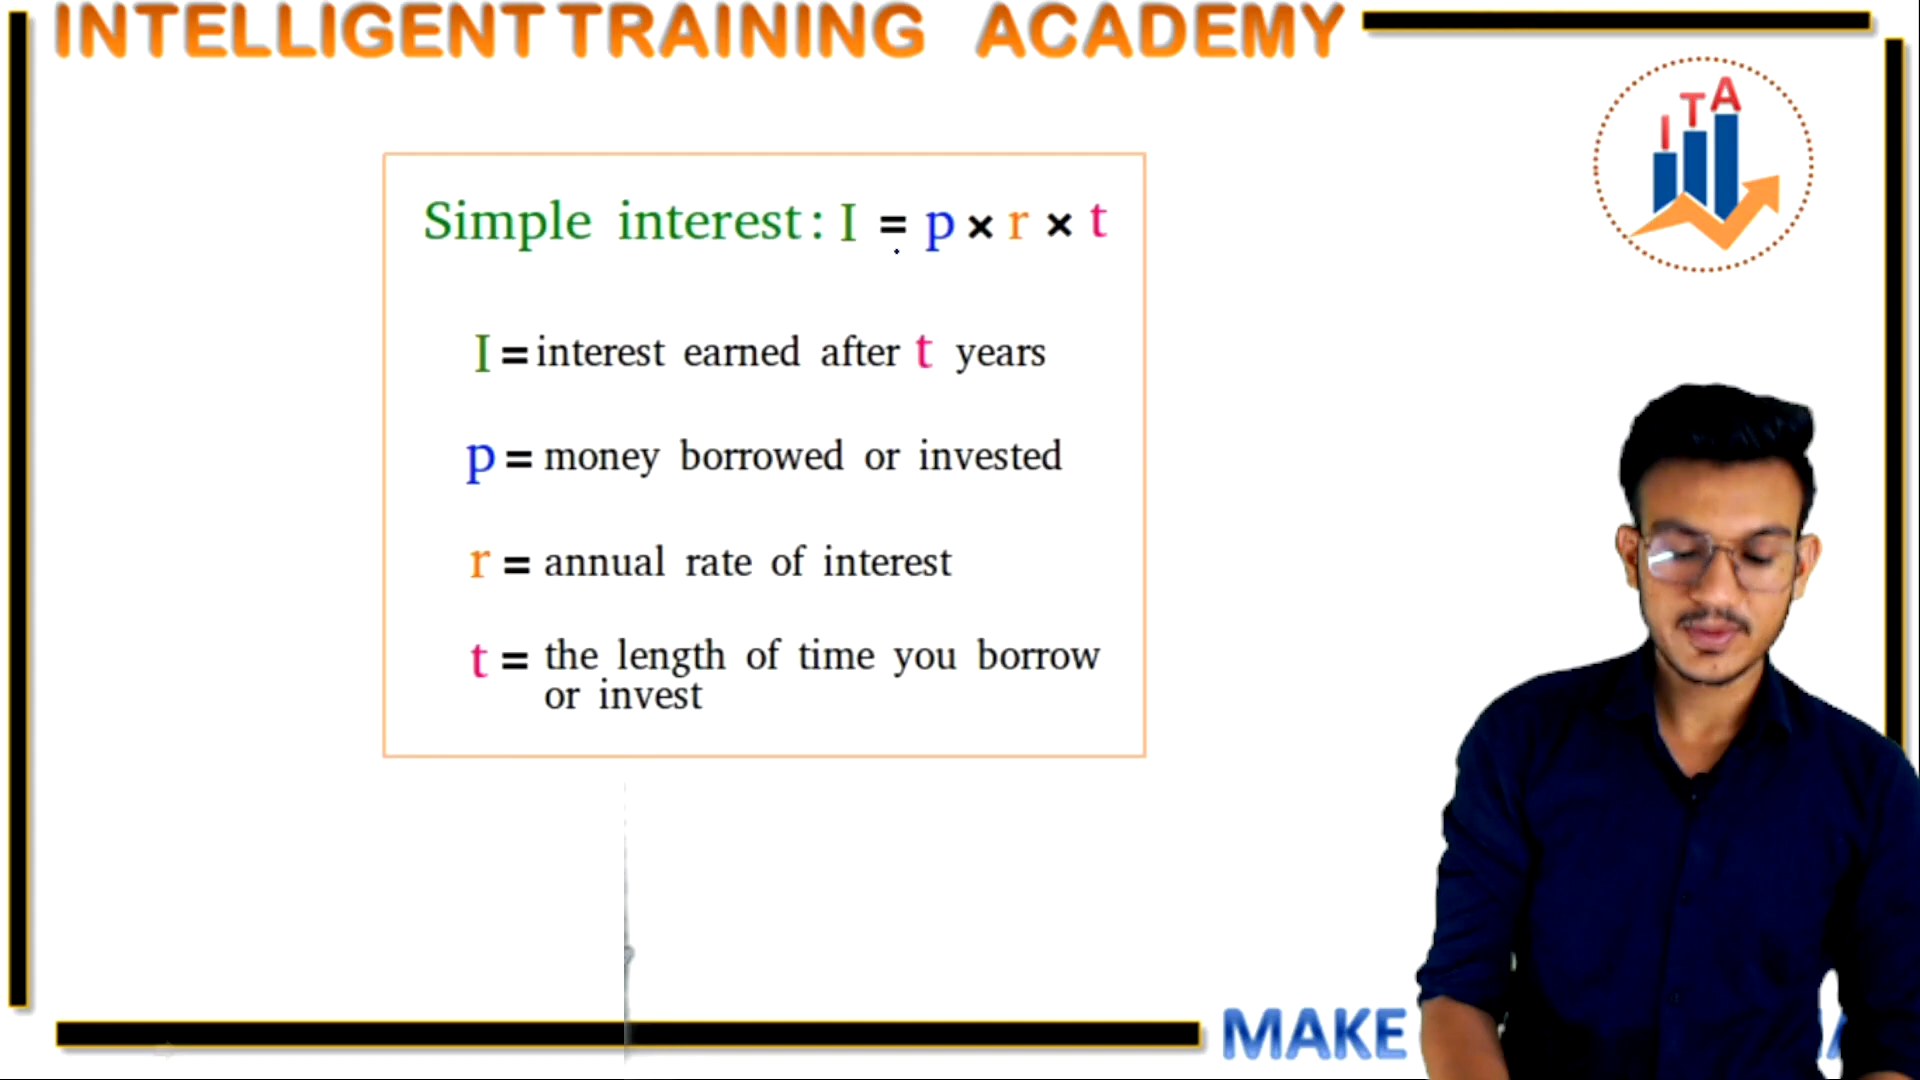 INTELLIGENT TRAINING ACADEMY
I T A
Simple interest: I = p × r × t
I = interest earned after t years
p = money borrowed or invested
r = annual rate of interest
t = the length of time you borrow
or invest
MAKE